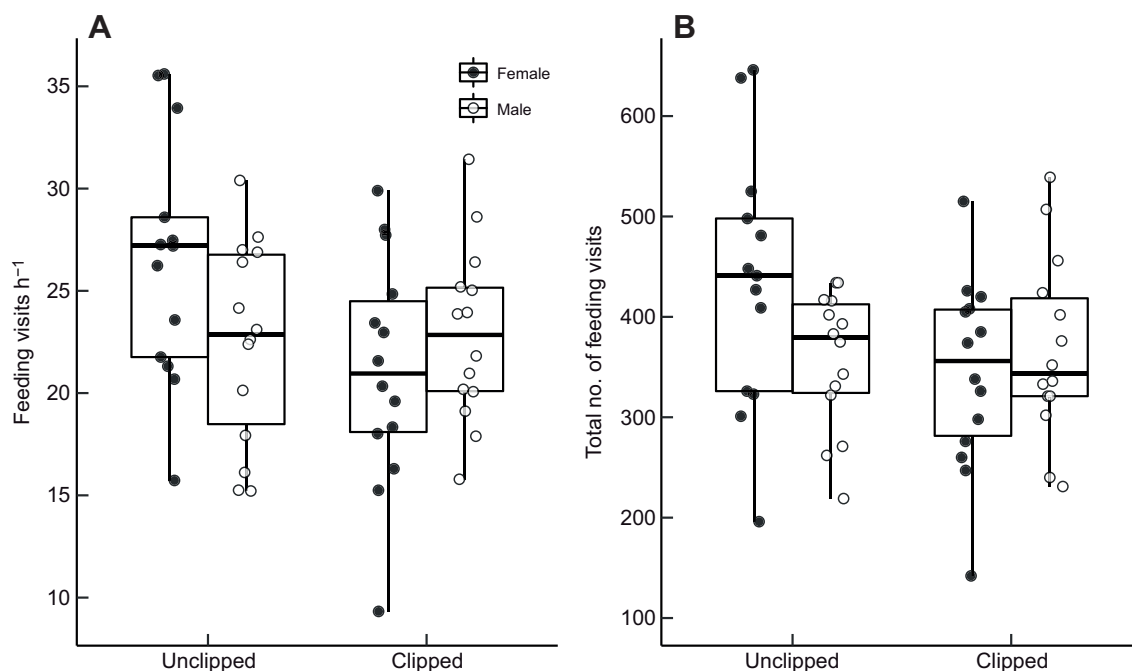 A
Feeding visits h⁻¹
35
30
25
20
15
10
Female
Male
Unclipped
Clipped
B
Total no. of feeding visits
600
500
400
300
200
100
Unclipped
Clipped